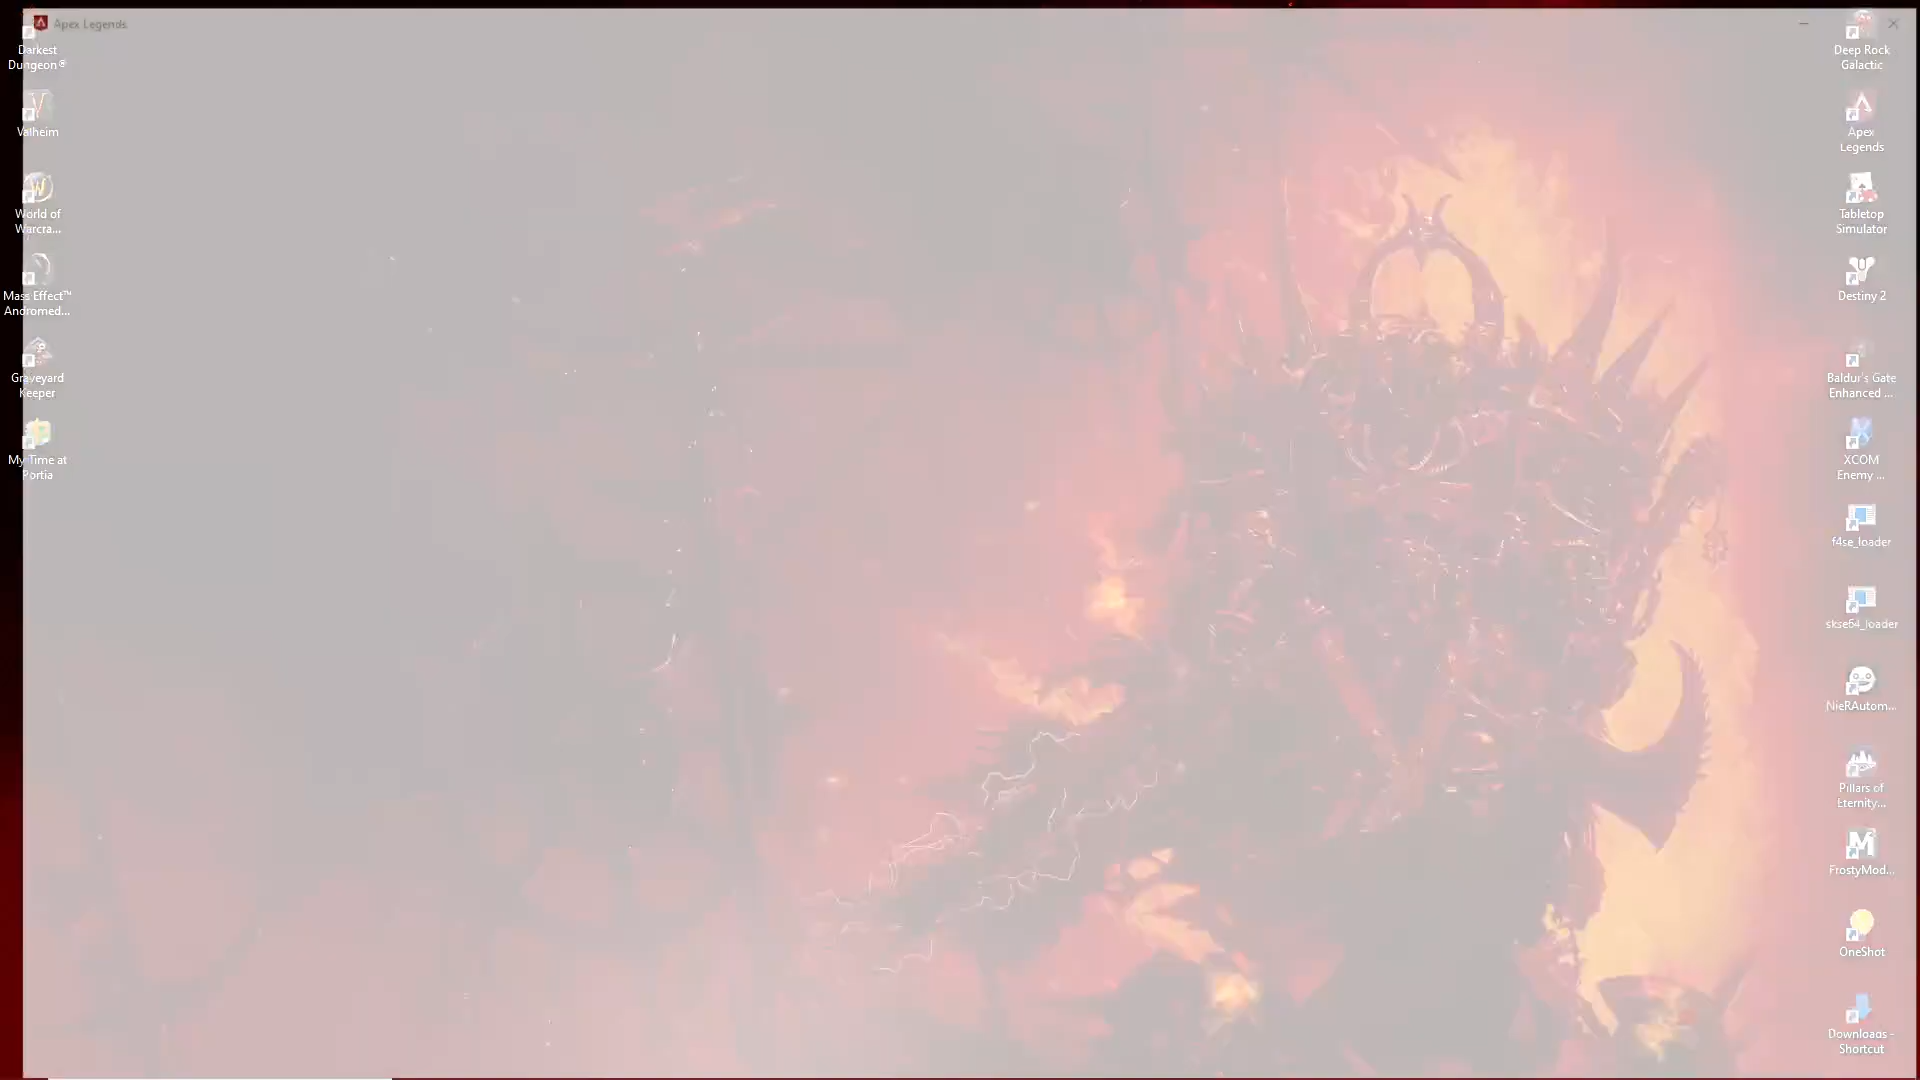 Apex Legends
Darkest
Dungeon®
Valheim
World of
Warcra...
Mass Effect™
Andromed...
Graveyard
Keeper
My Time at
Portia
Deep Rock
Galactic
Apex
Legends
Tabletop
Simulator
Destiny 2
Baldur's Gate
Enhanced ...
XCOM
Enemy ...
f4se_loader
skse64_loader
NieRAutom...
Pillars of
Eternity...
FrostyMod...
OneShot
Downloads -
Shortcut